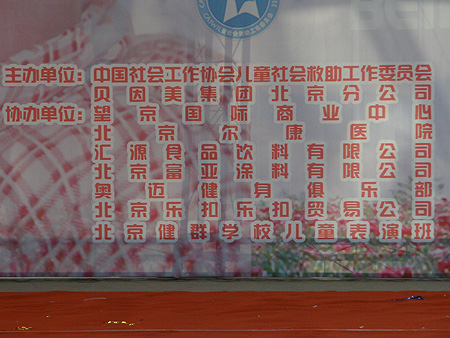 主办单位：中国社会工作协会儿童社会救助工作委员会
贝因美集团北京分公司
协办单位：望京国际商业中心
北京尔康医院
汇源食品饮料有限公司
北京富亚涂料有限公司
奥迈健身俱乐部
北京乐扣乐扣贸易公司
北京健群学校儿童表演班